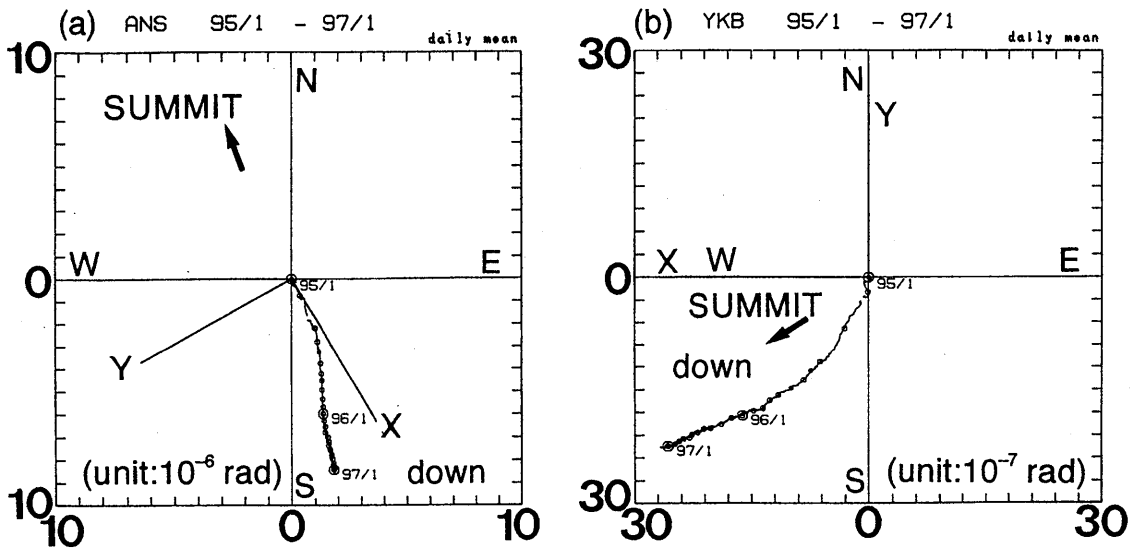 (a) ANS 95/1 - 97/1
daily mean
10
N
SUMMIT
W
E
0
95/1
Y
96/1
X
(unit:10⁻⁶ rad)
S
97/1
down
10
10
0
10
(b) YKB 95/1 - 97/1
daily mean
30
N
Y
X
W
E
0
95/1
SUMMIT
down
96/1
97/1
S
(unit:10⁻⁷ rad)
30
30
0
30